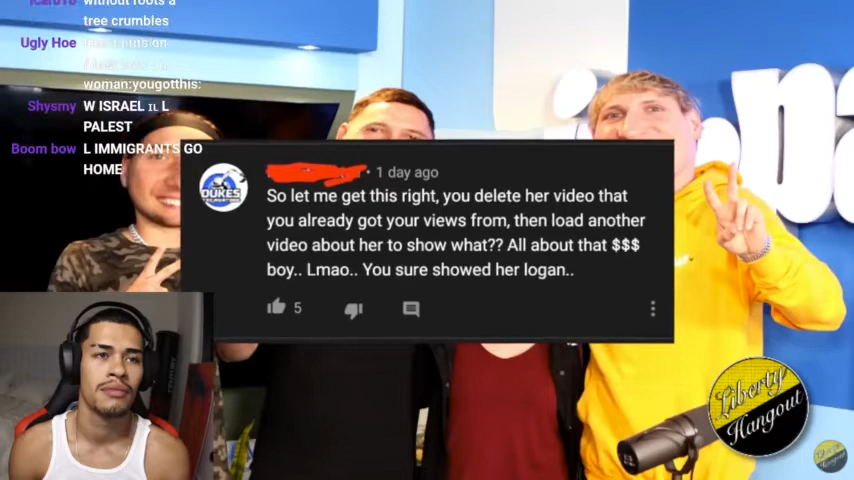 without roots a
tree crumbles
Ugly Hoe
woman:yougotthis:
Shysmy W ISRAEL 🇮🇱 L
PALEST
Boom bow L IMMIGRANTS GO
HOME
DUKES
• 1 day ago
So let me get this right, you delete her video that
you already got your views from, then load another
video about her to show what?? All about that $$$
boy.. Lmao.. You sure showed her logan..
5
Liberty
Hangout